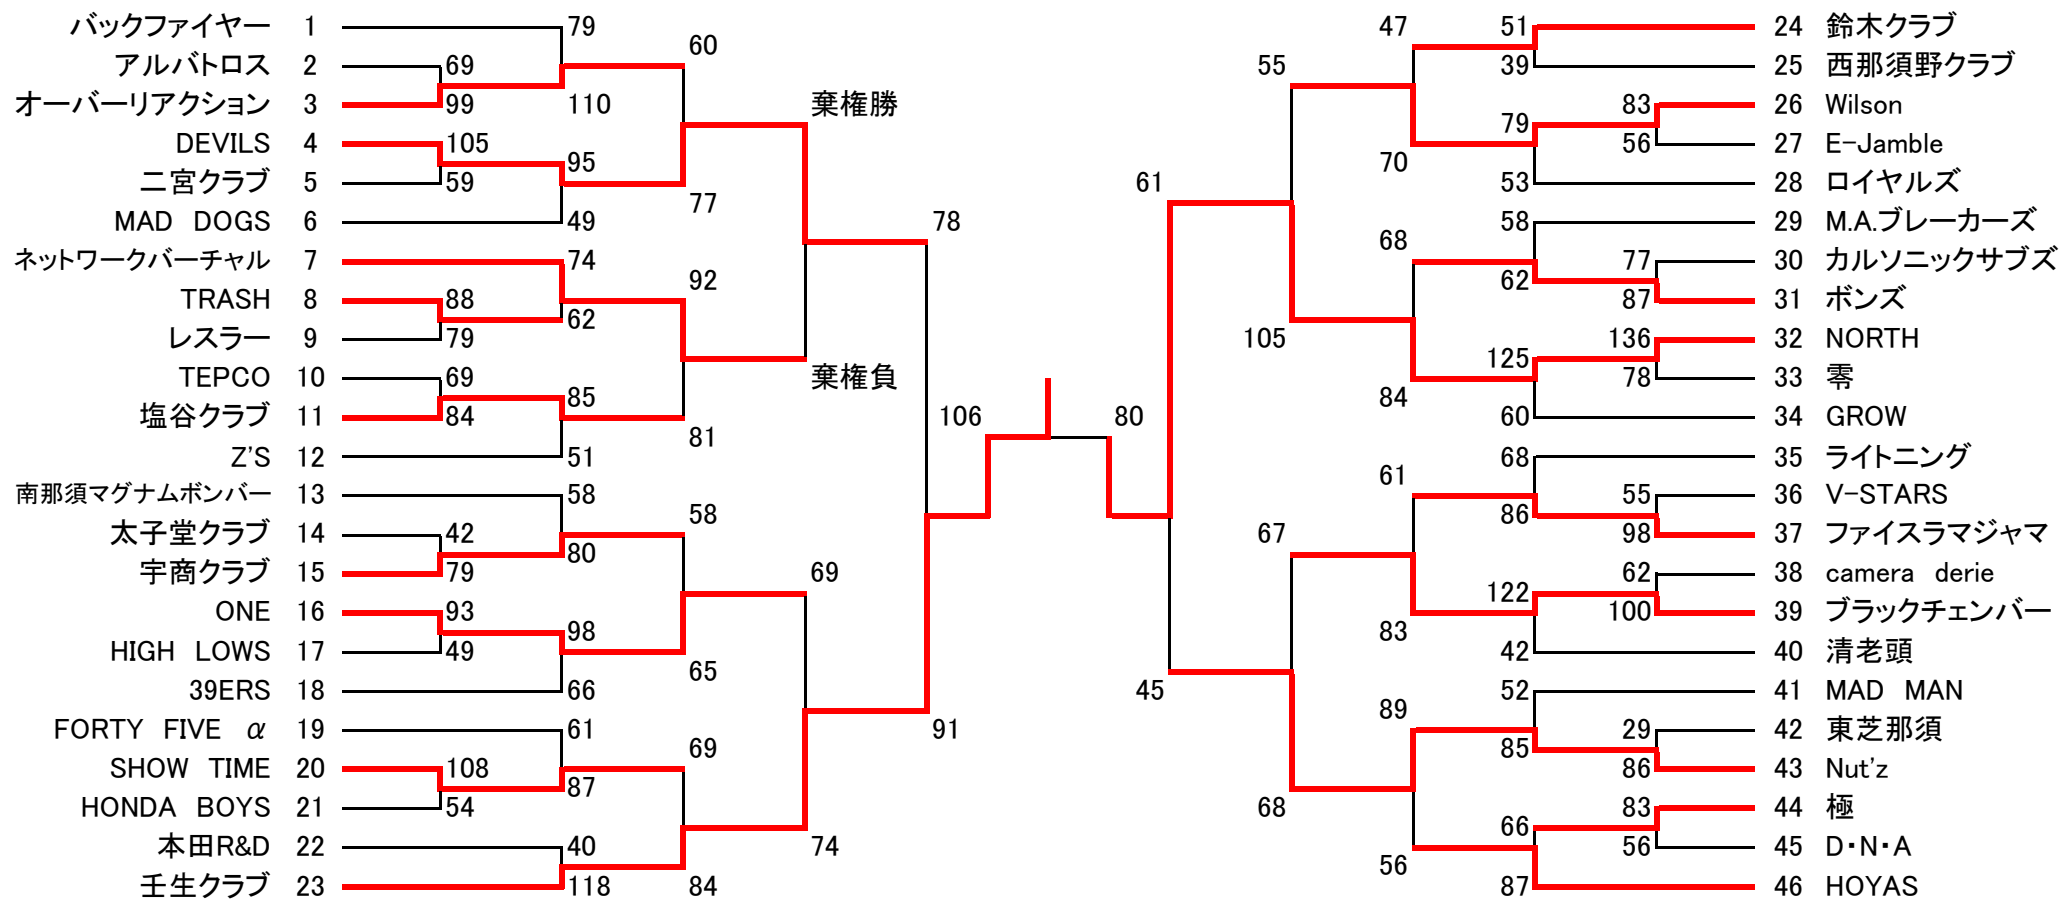 バックファイヤー 1 79 47 51 24 鈴木クラブ
60
アルバトロス 2 69 55 39 25 西那須野クラブ
オーバーリアクション 3 99 110 棄権勝 83 26 Wilson
79
DEVILS 4 105 56 27 E-Jamble
95 70
二宮クラブ 5 59 61 53 28 ロイヤルズ
77
MAD DOGS 6 49 78 58 29 M.A.ブレーカーズ
68
ネットワークバーチャル 7 74 77 30 カルソニックサブズ
92 62
TRASH 8 88 87 31 ボンズ
62
レスラー 9 79 105 136 32 NORTH
125
TEPCO 10 69 棄権負 78 33 零
85 84
塩谷クラブ 11 84 106 80 60 34 GROW
81
Z'S 12 51 68 35 ライトニング
61
南那須マグナムボンバー 13 58 55 36 V-STARS
58 86
太子堂クラブ 14 42 67 98 37 ファイスラマジャマ
80
宇商クラブ 15 79 69 62 38 camera derie
122
ONE 16 93 100 39 ブラックチェンバー
98 83
HIGH LOWS 17 49 42 40 清老頭
65
39ERS 18 66 45 52 41 MAD MAN
89
FORTY FIVE α 19 61 91 29 42 東芝那須
69 85
SHOW TIME 20 108 86 43 Nut'z
87
HONDA BOYS 21 54 68 83 44 極
66
本田R&D 22 40 74 56 45 D・N・A
56
壬生クラブ 23 118 84 87 46 HOYAS